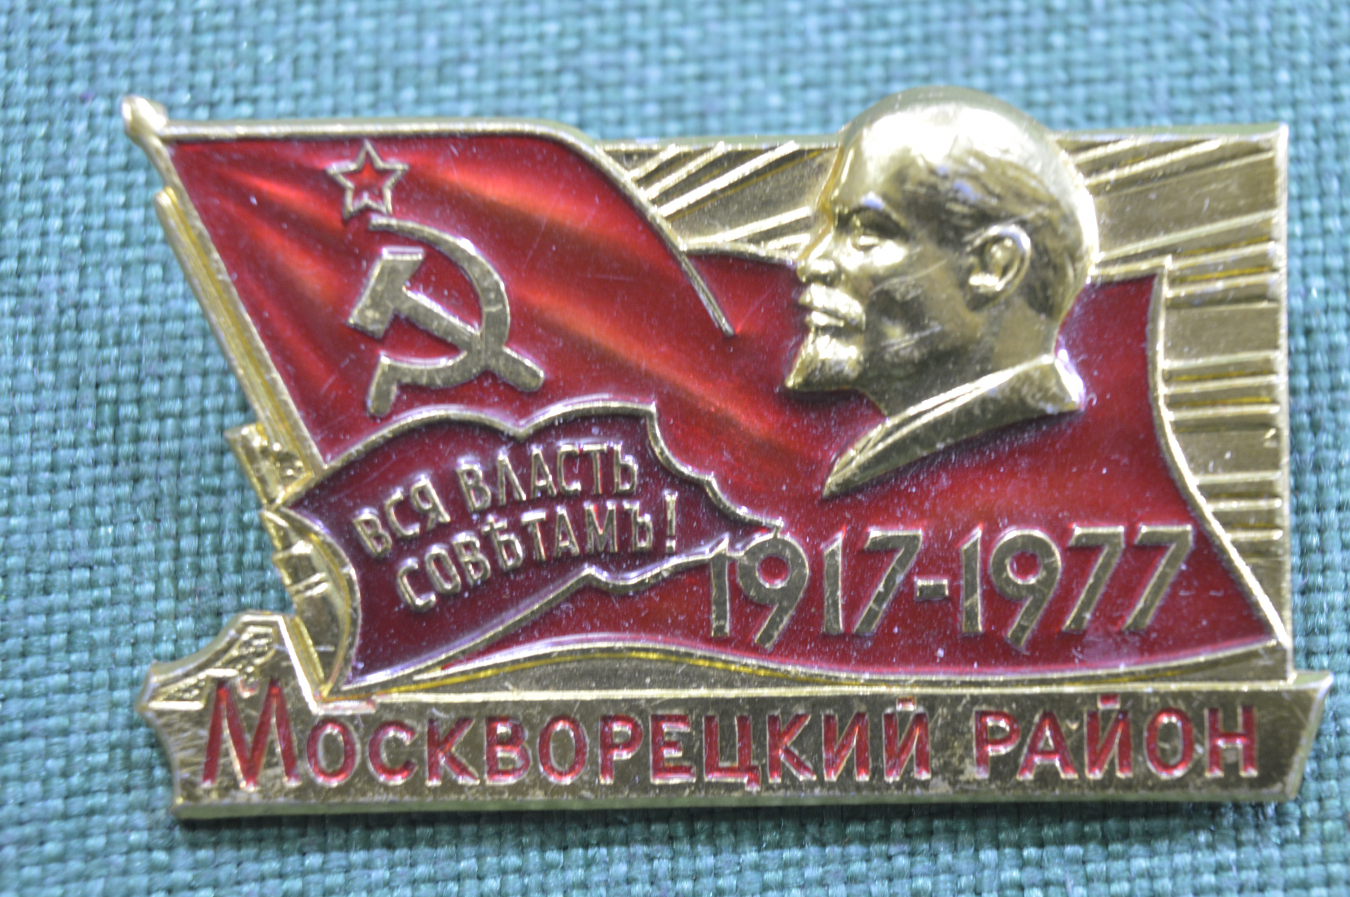 ВСЯ ВЛАСТЬ
СОВѢТАМЪ!
1917-1977
МОСКВОРЕЦКИЙ РАЙОН